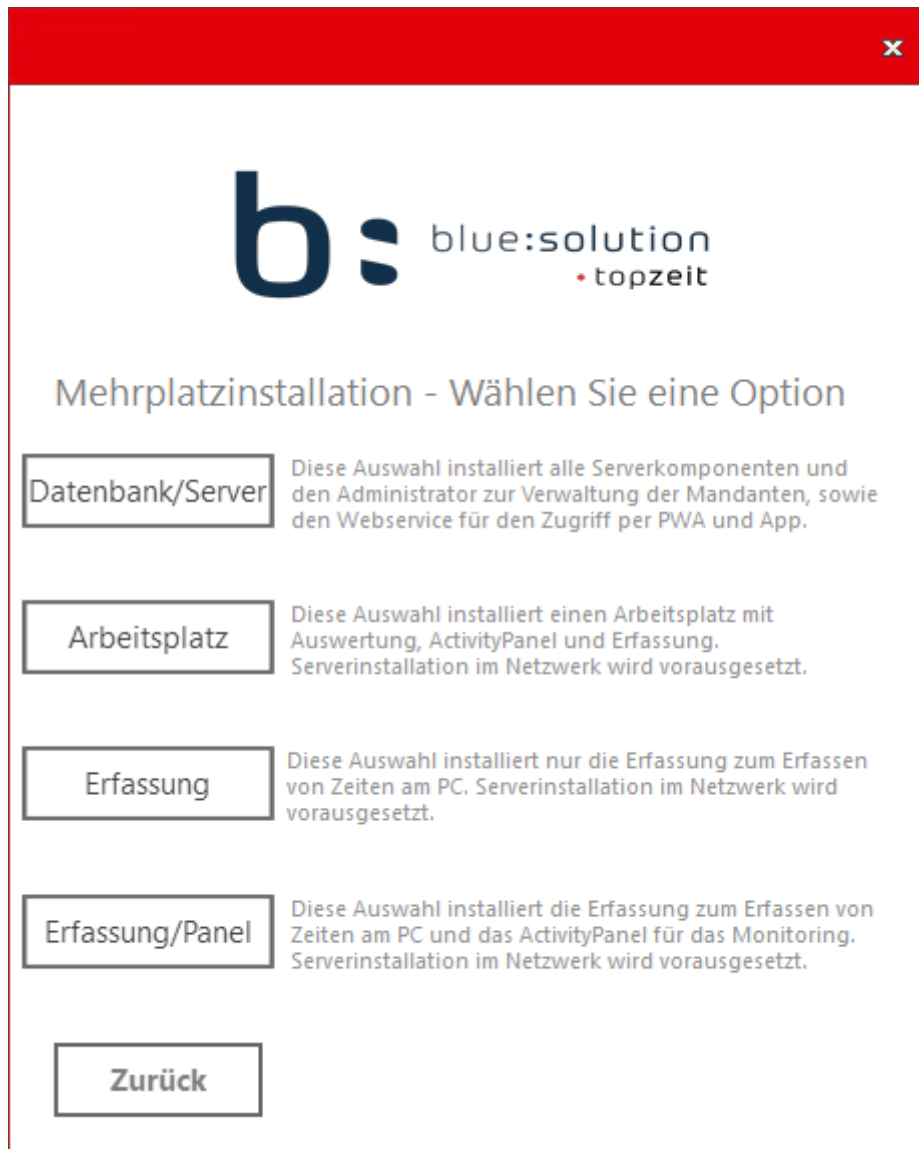 x
b:
blue:solution
topzeit
Mehrplatzinstallation - Wählen Sie eine Option
Datenbank/Server
Diese Auswahl installiert alle Serverkomponenten und
den Administrator zur Verwaltung der Mandanten, sowie
den Webservice für den Zugriff per PWA und App.
Arbeitsplatz
Diese Auswahl installiert einen Arbeitsplatz mit
Auswertung, ActivityPanel und Erfassung.
Serverinstallation im Netzwerk wird vorausgesetzt.
Erfassung
Diese Auswahl installiert nur die Erfassung zum Erfassen
von Zeiten am PC. Serverinstallation im Netzwerk wird
vorausgesetzt.
Erfassung/Panel
Diese Auswahl installiert die Erfassung zum Erfassen von
Zeiten am PC und das ActivityPanel für das Monitoring.
Serverinstallation im Netzwerk wird vorausgesetzt.
Zurück